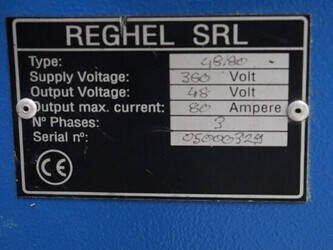 REGHEL SRL
Type: 48/80
Supply Voltage: 380 Volt
Output Voltage: 48 Volt
Output max. current: 80 Ampere
Nº Phases: 3
Serial nº: 05000329
CE